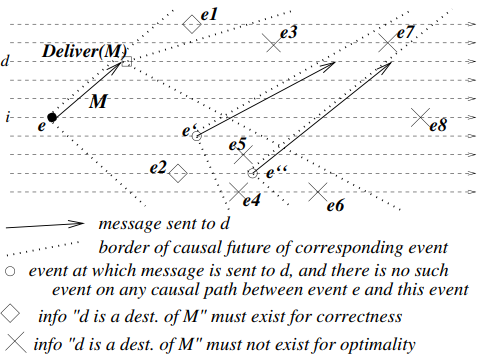 e1
e3
e7
d
Deliver(M)
M
i
e
e‘
e8
e5
e2
e‘‘
e4
e6
message sent to d
border of causal future of corresponding event
event at which message is sent to d, and there is no such
event on any causal path between event e and this event
info "d is a dest. of M" must exist for correctness
info "d is a dest. of M" must not exist for optimality